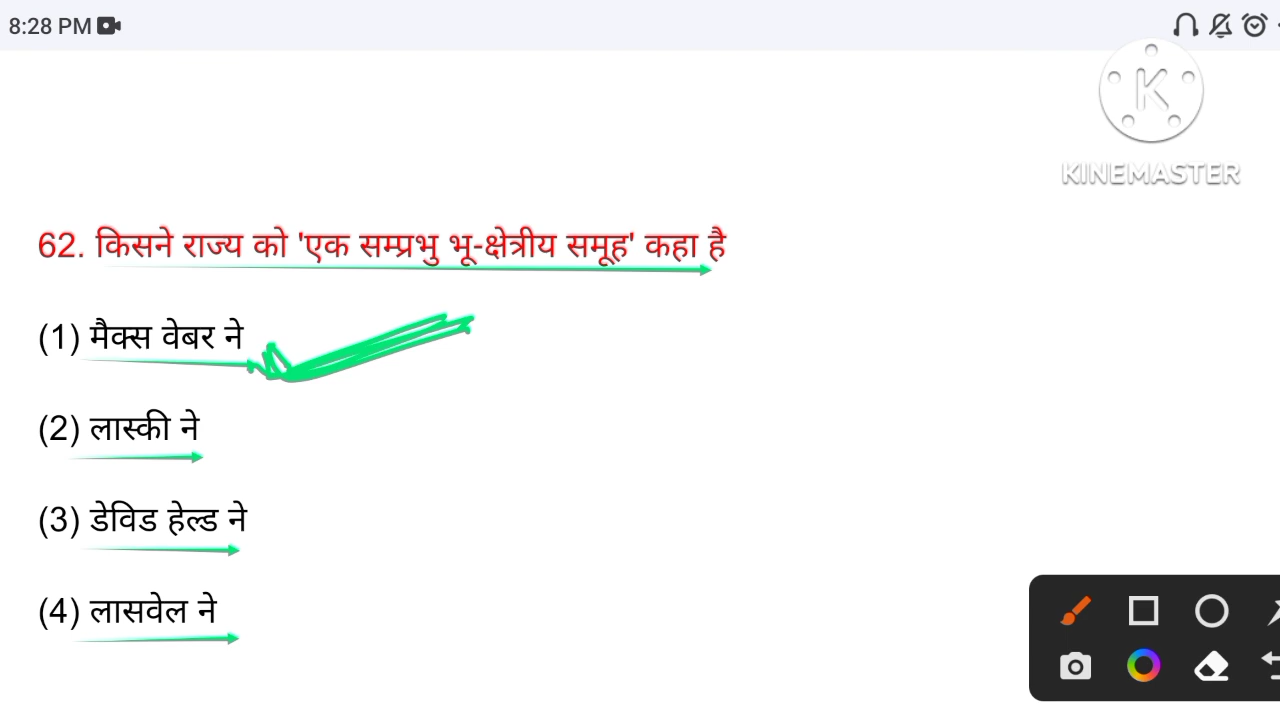 8:28 PM
K
KINEMASTER
62. किसने राज्य को 'एक सम्प्रभु भू-क्षेत्रीय समूह' कहा है
(1) मैक्स वेबर ने
(2) लास्की ने
(3) डेविड हेल्ड ने
(4) लासवेल ने